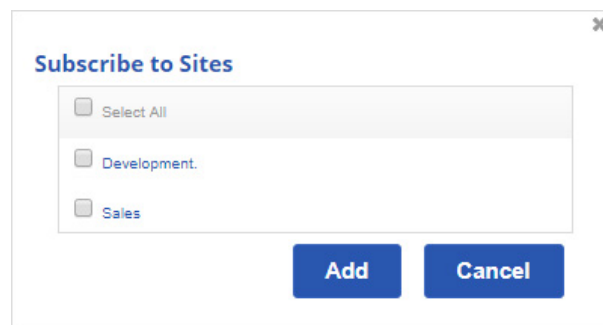 Subscribe to Sites
Select All
Development.
Sales
Add Cancel